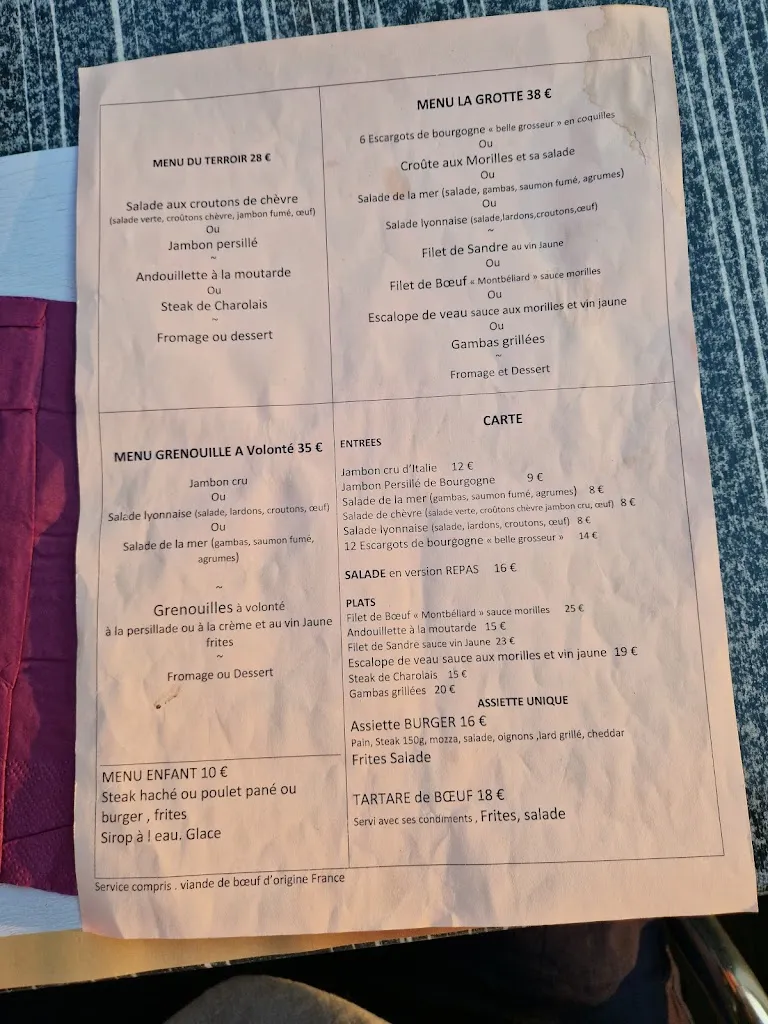 MENU DU TERROIR 28 €
Salade aux croutons de chèvre
(salade verte, croûtons chèvre, jambon fumé, œuf)
Ou
Jambon persillé
~
Andouillette à la moutarde
Ou
Steak de Charolais
~
Fromage ou dessert
MENU LA GROTTE 38 €
6 Escargots de bourgogne « belle grosseur » en coquilles
Ou
Croûte aux Morilles et sa salade
Ou
Salade de la mer (salade, gambas, saumon fumé, agrumes)
Ou
Salade lyonnaise (salade,lardons,croutons,œuf)
~
Filet de Sandre au vin Jaune
Ou
Filet de Bœuf « Montbéliard » sauce morilles
Ou
Escalope de veau sauce aux morilles et vin jaune
Ou
Gambas grillées
~
Fromage et Dessert
MENU GRENOUILLE A Volonté 35 €
Jambon cru
Ou
Salade lyonnaise (salade, lardons, croutons, œuf)
Ou
Salade de la mer (gambas, saumon fumé,
agrumes)
~
Grenouilles à volonté
à la persillade ou à la crème et au vin Jaune
frites
~
Fromage ou Dessert
MENU ENFANT 10 €
Steak haché ou poulet pané ou
burger , frites
Sirop à l eau. Glace
CARTE
ENTREES
Jambon cru d'Italie 12 €
Jambon Persillé de Bourgogne 9 €
Salade de la mer (gambas, saumon fumé, agrumes) 8 €
Salade de chèvre (salade verte, croûtons chèvre jambon cru, œuf) 8 €
Salade lyonnaise (salade, lardons, croutons, œuf) 8 €
12 Escargots de bourgogne « belle grosseur » 14 €
SALADE en version REPAS 16 €
PLATS
Filet de Bœuf « Montbéliard » sauce morilles 25 €
Andouillette à la moutarde 15 €
Filet de Sandre sauce vin Jaune 23 €
Escalope de veau sauce aux morilles et vin jaune 19 €
Steak de Charolais 15 €
Gambas grillées 20 €
ASSIETTE UNIQUE
Assiette BURGER 16 €
Pain, Steak 150g, mozza, salade, oignons ,lard grillé, cheddar
Frites Salade
TARTARE de BŒUF 18 €
Servi avec ses condiments , Frites, salade
Service compris . viande de bœuf d'origine France